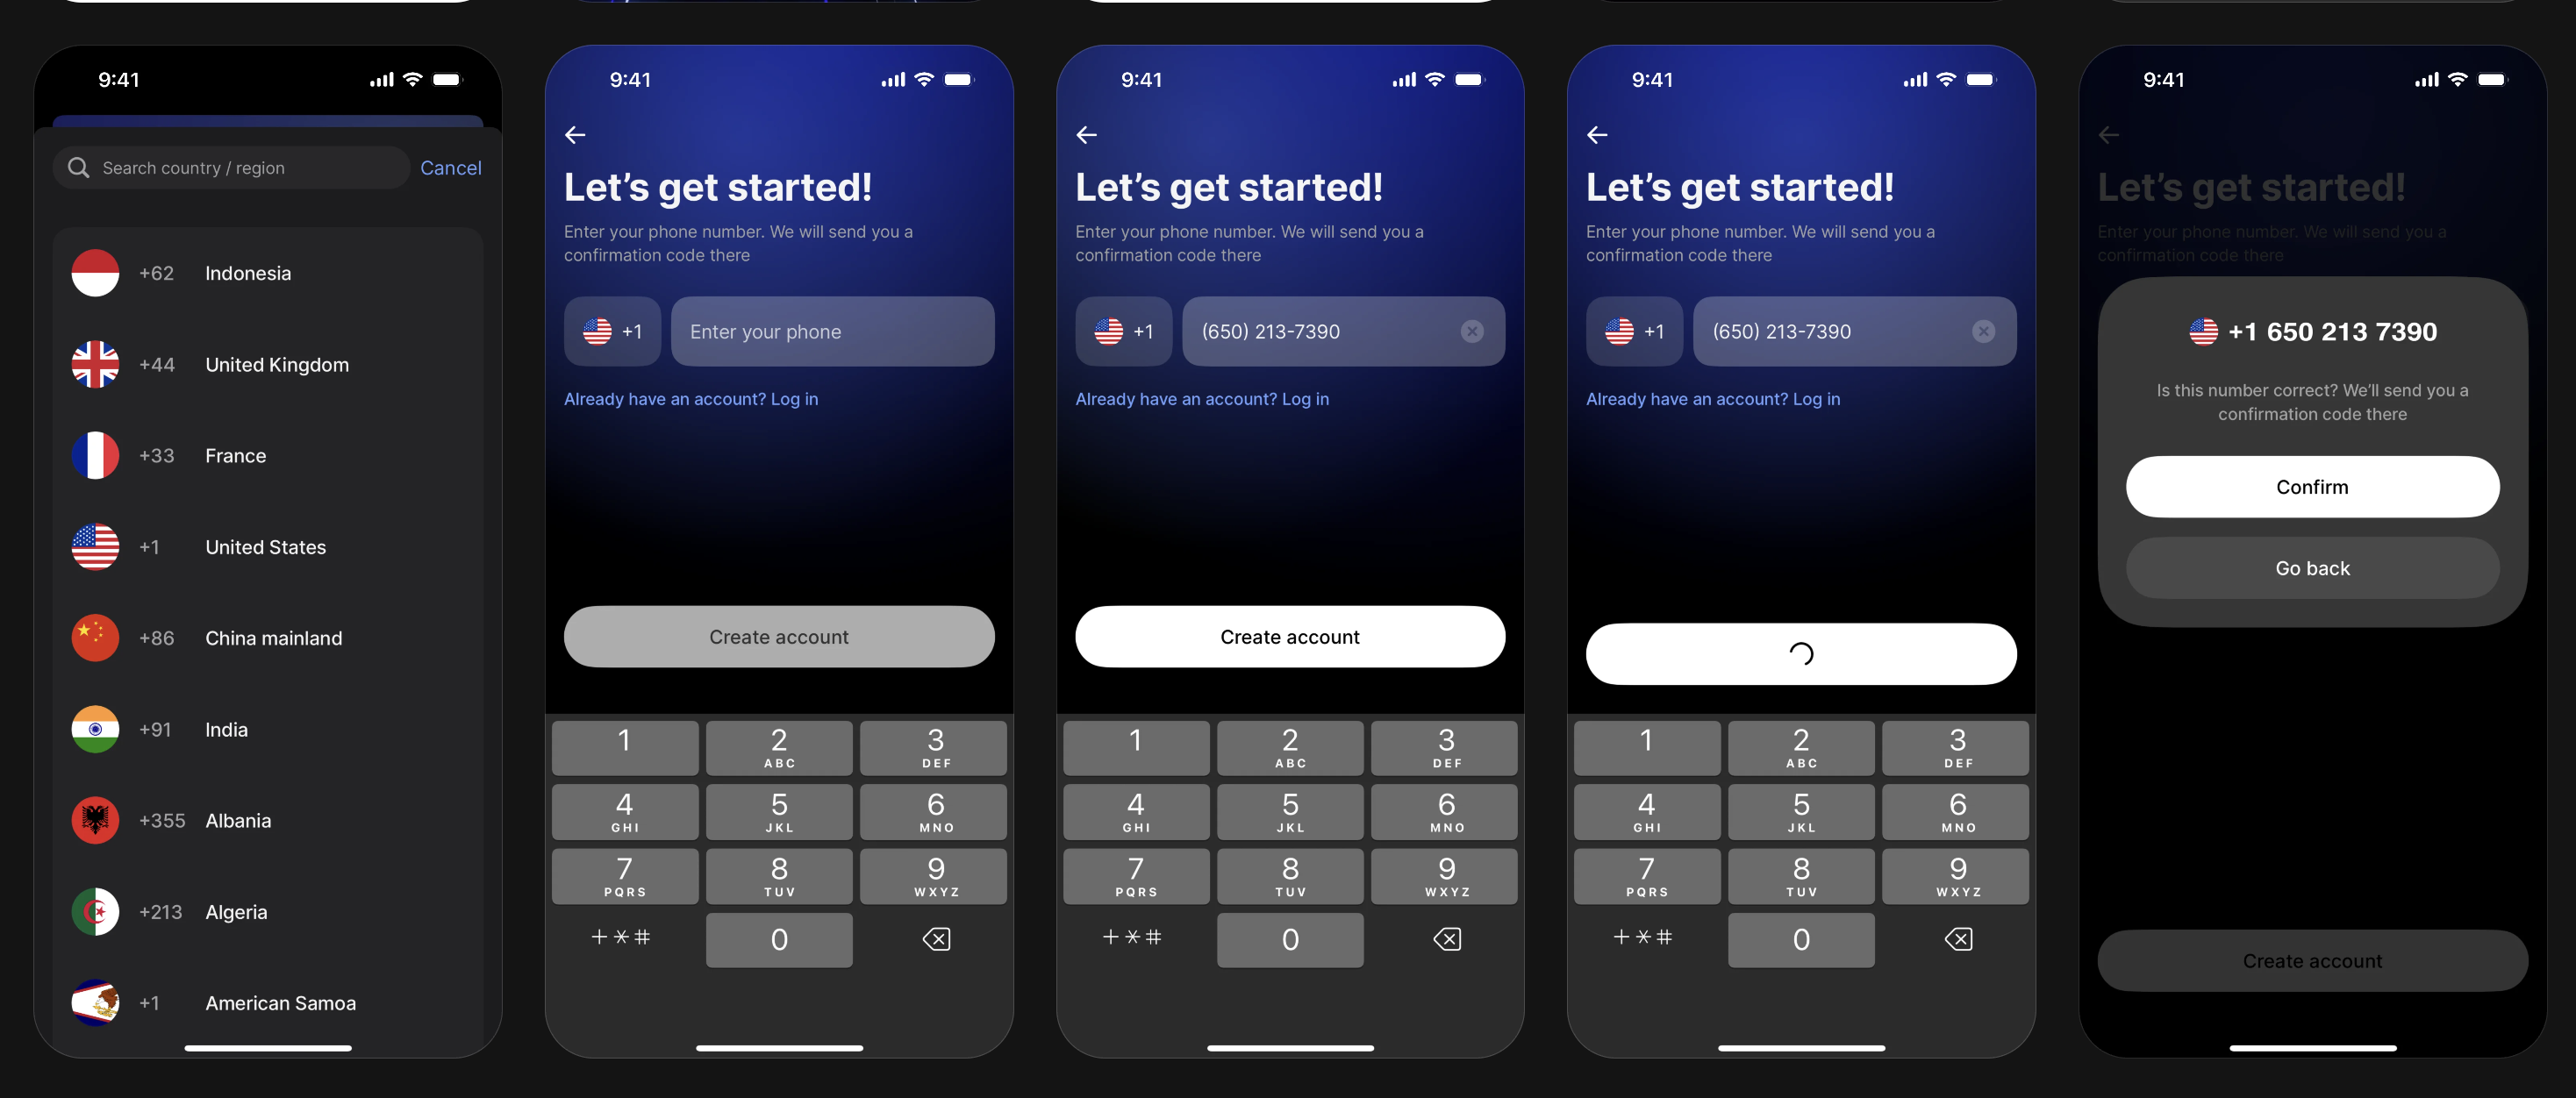 9:41
Search country / region
Cancel
+62 Indonesia
+44 United Kingdom
+33 France
+1 United States
+86 China mainland
+91 India
+355 Albania
+213 Algeria
+1 American Samoa
9:41
Let's get started!
Enter your phone number. We will send you a
confirmation code there
+1
Enter your phone
Already have an account? Log in
Create account
1
2
ABC
3
DEF
4
GHI
5
JKL
6
MNO
7
PQRS
8
TUV
9
WXYZ
+*#
0
9:41
Let's get started!
Enter your phone number. We will send you a
confirmation code there
+1
(650) 213-7390
Already have an account? Log in
Create account
1
2
ABC
3
DEF
4
GHI
5
JKL
6
MNO
7
PQRS
8
TUV
9
WXYZ
+*#
0
9:41
Let's get started!
Enter your phone number. We will send you a
confirmation code there
+1
(650) 213-7390
Already have an account? Log in
1
2
ABC
3
DEF
4
GHI
5
JKL
6
MNO
7
PQRS
8
TUV
9
WXYZ
+*#
0
9:41
Let's get started!
Enter your phone number. We will send you a
confirmation code there
+1 650 213 7390
Is this number correct? We'll send you a
confirmation code there
Confirm
Go back
Create account